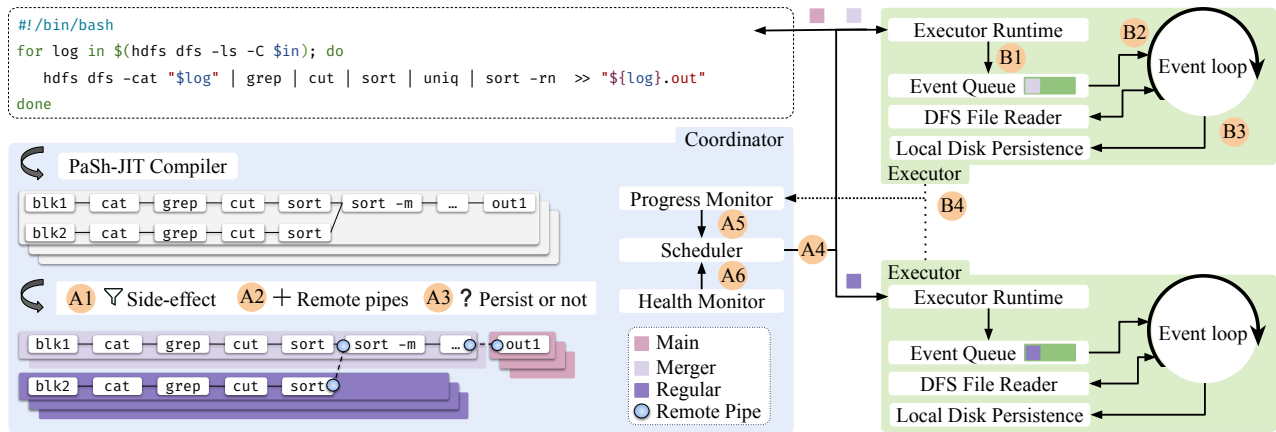 #!/bin/bash
for log in $(hdfs dfs -ls -C $in); do
hdfs dfs -cat "$log" | grep | cut | sort | uniq | sort -rn >> "${log}.out"
done
Coordinator
PaSh-JIT Compiler
blk1 cat grep cut sort sort -m … out1
blk2 cat grep cut sort
A1 Side-effect A2 + Remote pipes A3 ? Persist or not
blk1 cat grep cut sort sort -m … out1
blk2 cat grep cut sort
Progress Monitor
A5
Scheduler
A4
A6
Health Monitor
Main
Merger
Regular
Remote Pipe
Executor Runtime
B1
B2
Event Queue
Event loop
DFS File Reader
B3
Local Disk Persistence
Executor
B4
Executor
Executor Runtime
Event Queue
Event loop
DFS File Reader
Local Disk Persistence